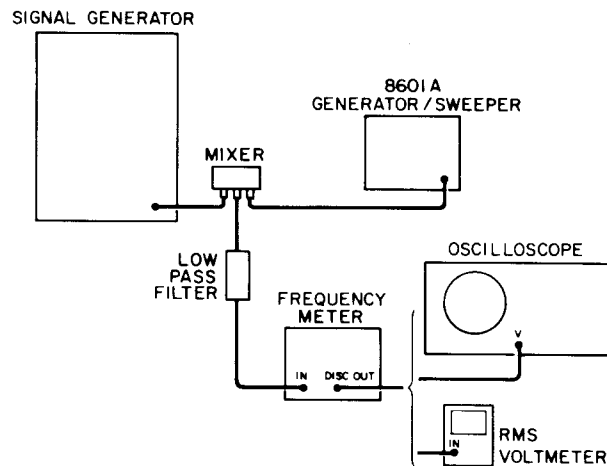 SIGNAL GENERATOR
8601A
GENERATOR/SWEEPER
MIXER
LOW
PASS
FILTER
OSCILLOSCOPE
FREQUENCY
METER
V
IN
DISC OUT
IN
RMS
VOLTMETER